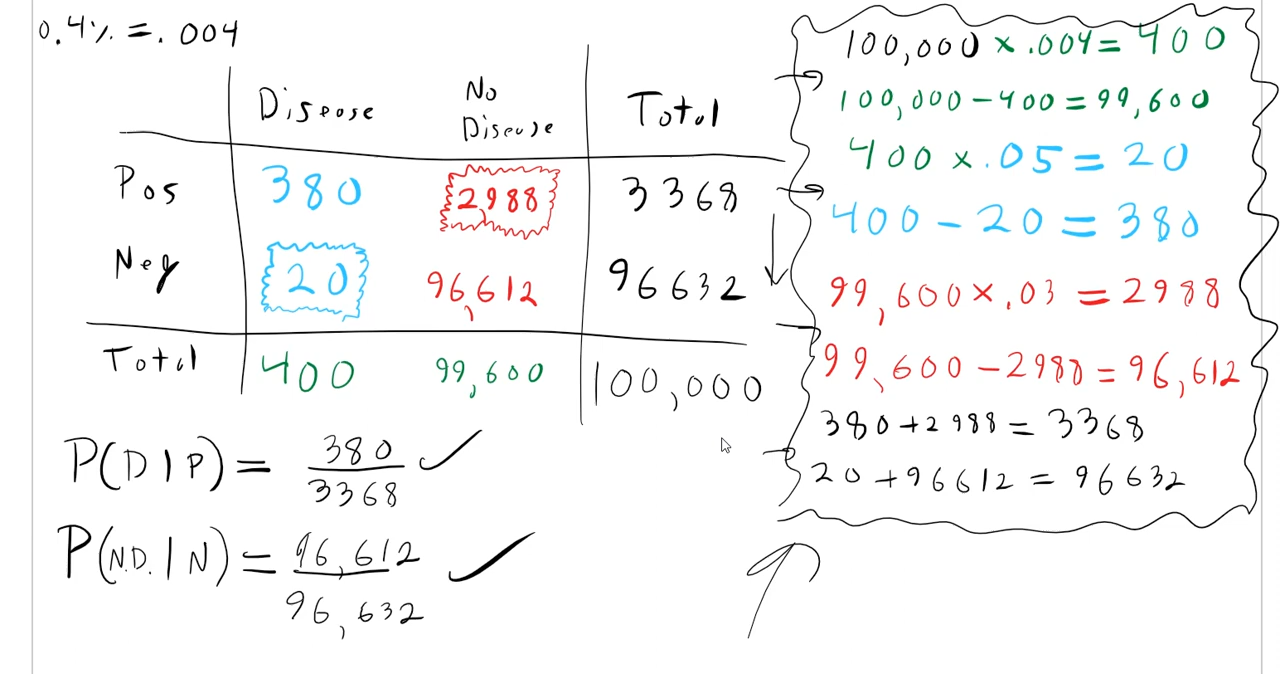 0.4% = .004
Disease No Disease Total
Pos 380 2,988 3368
Neg 20 96,612 96632
Total 400 99,600 100,000
P(D|P) = 380/3368 ✓
P(N.D.|N) = 96,612/96,632 ✓
100,000 × .004 = 400
100,000 - 400 = 99,600
400 × .05 = 20
400 - 20 = 380
99,600 × .03 = 2988
99,600 - 2988 = 96,612
380 + 2988 = 3368
20 + 96612 = 96632